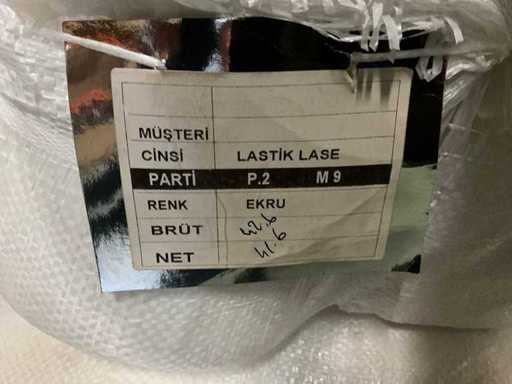 MÜŞTERİ
CİNSİ LASTİK LASE
PARTİ P.2 M 9
RENK EKRU
BRÜT 42.6
NET 41.6